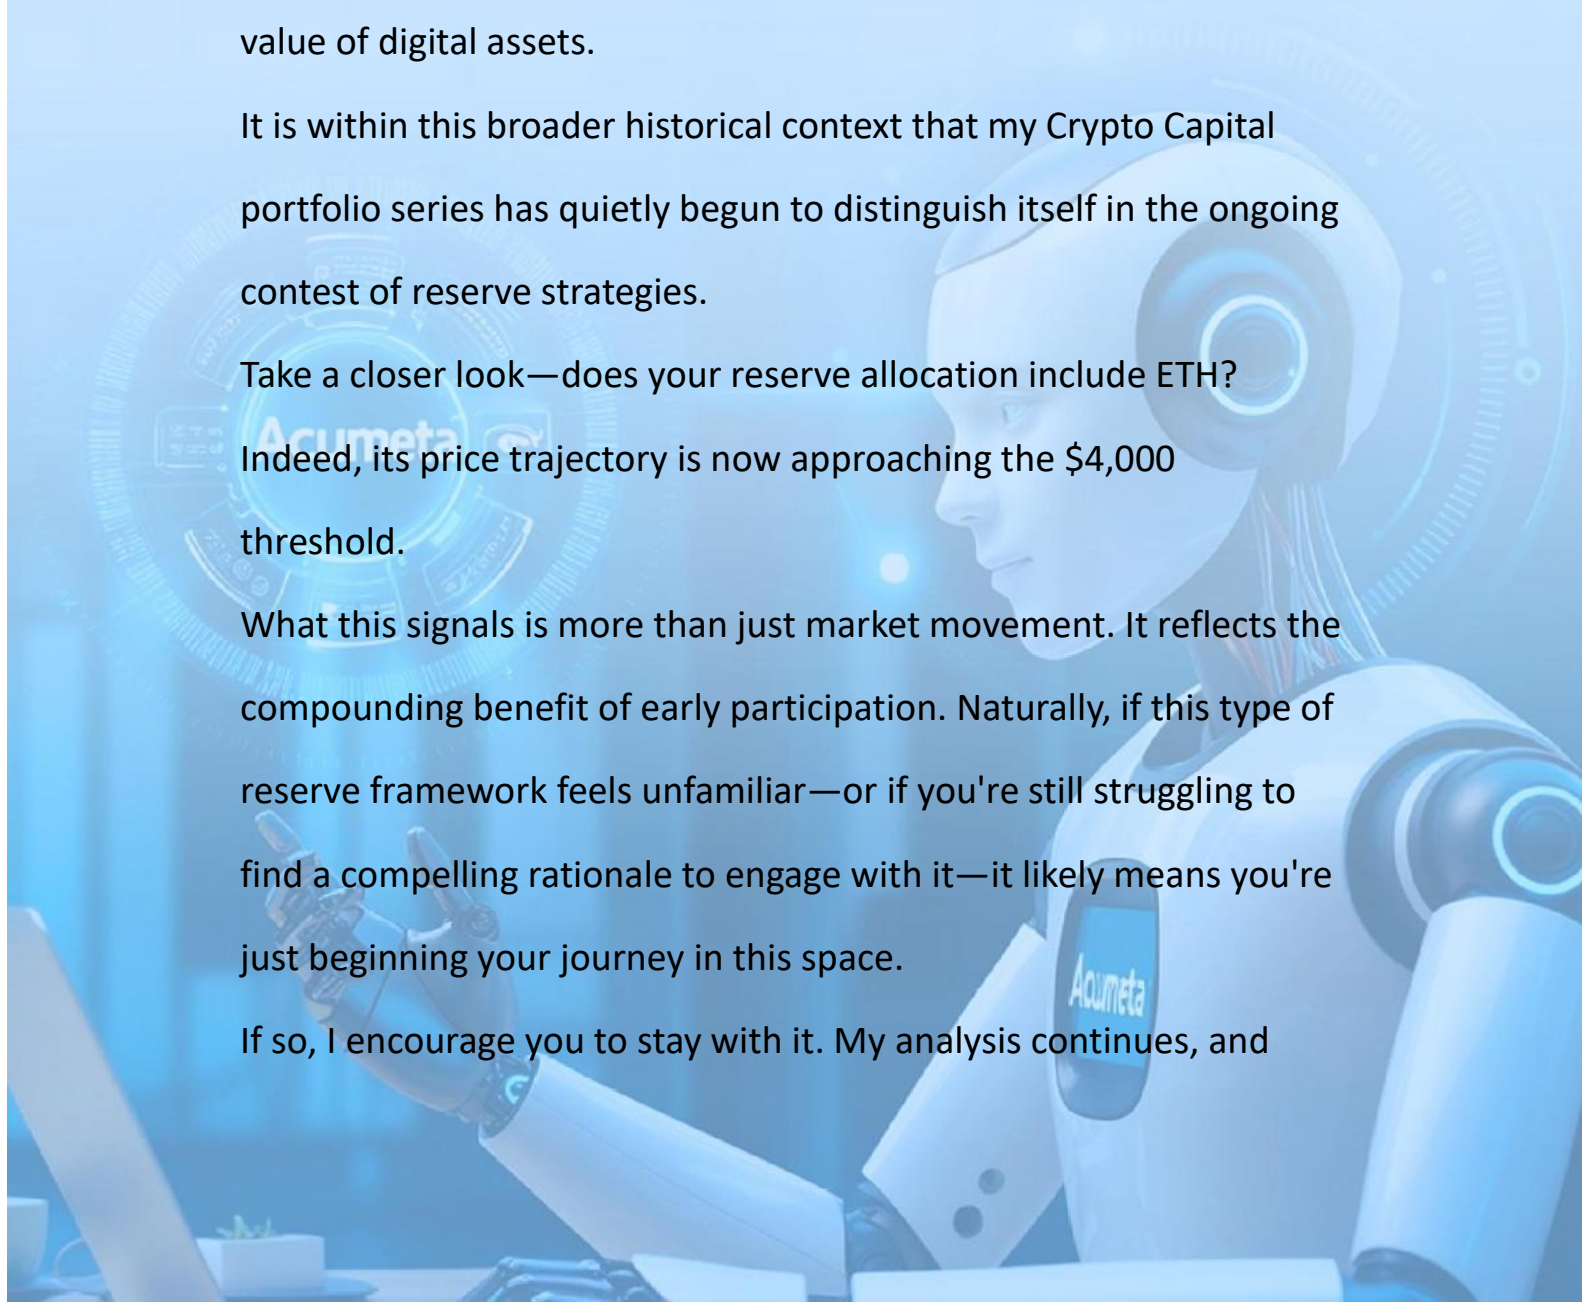 value of digital assets.
It is within this broader historical context that my Crypto Capital
portfolio series has quietly begun to distinguish itself in the ongoing
contest of reserve strategies.
Take a closer look—does your reserve allocation include ETH?
Acumeta
Indeed, its price trajectory is now approaching the $4,000
threshold.
What this signals is more than just market movement. It reflects the
compounding benefit of early participation. Naturally, if this type of
reserve framework feels unfamiliar—or if you're still struggling to
find a compelling rationale to engage with it—it likely means you're
just beginning your journey in this space.
Acumeta
If so, I encourage you to stay with it. My analysis continues, and